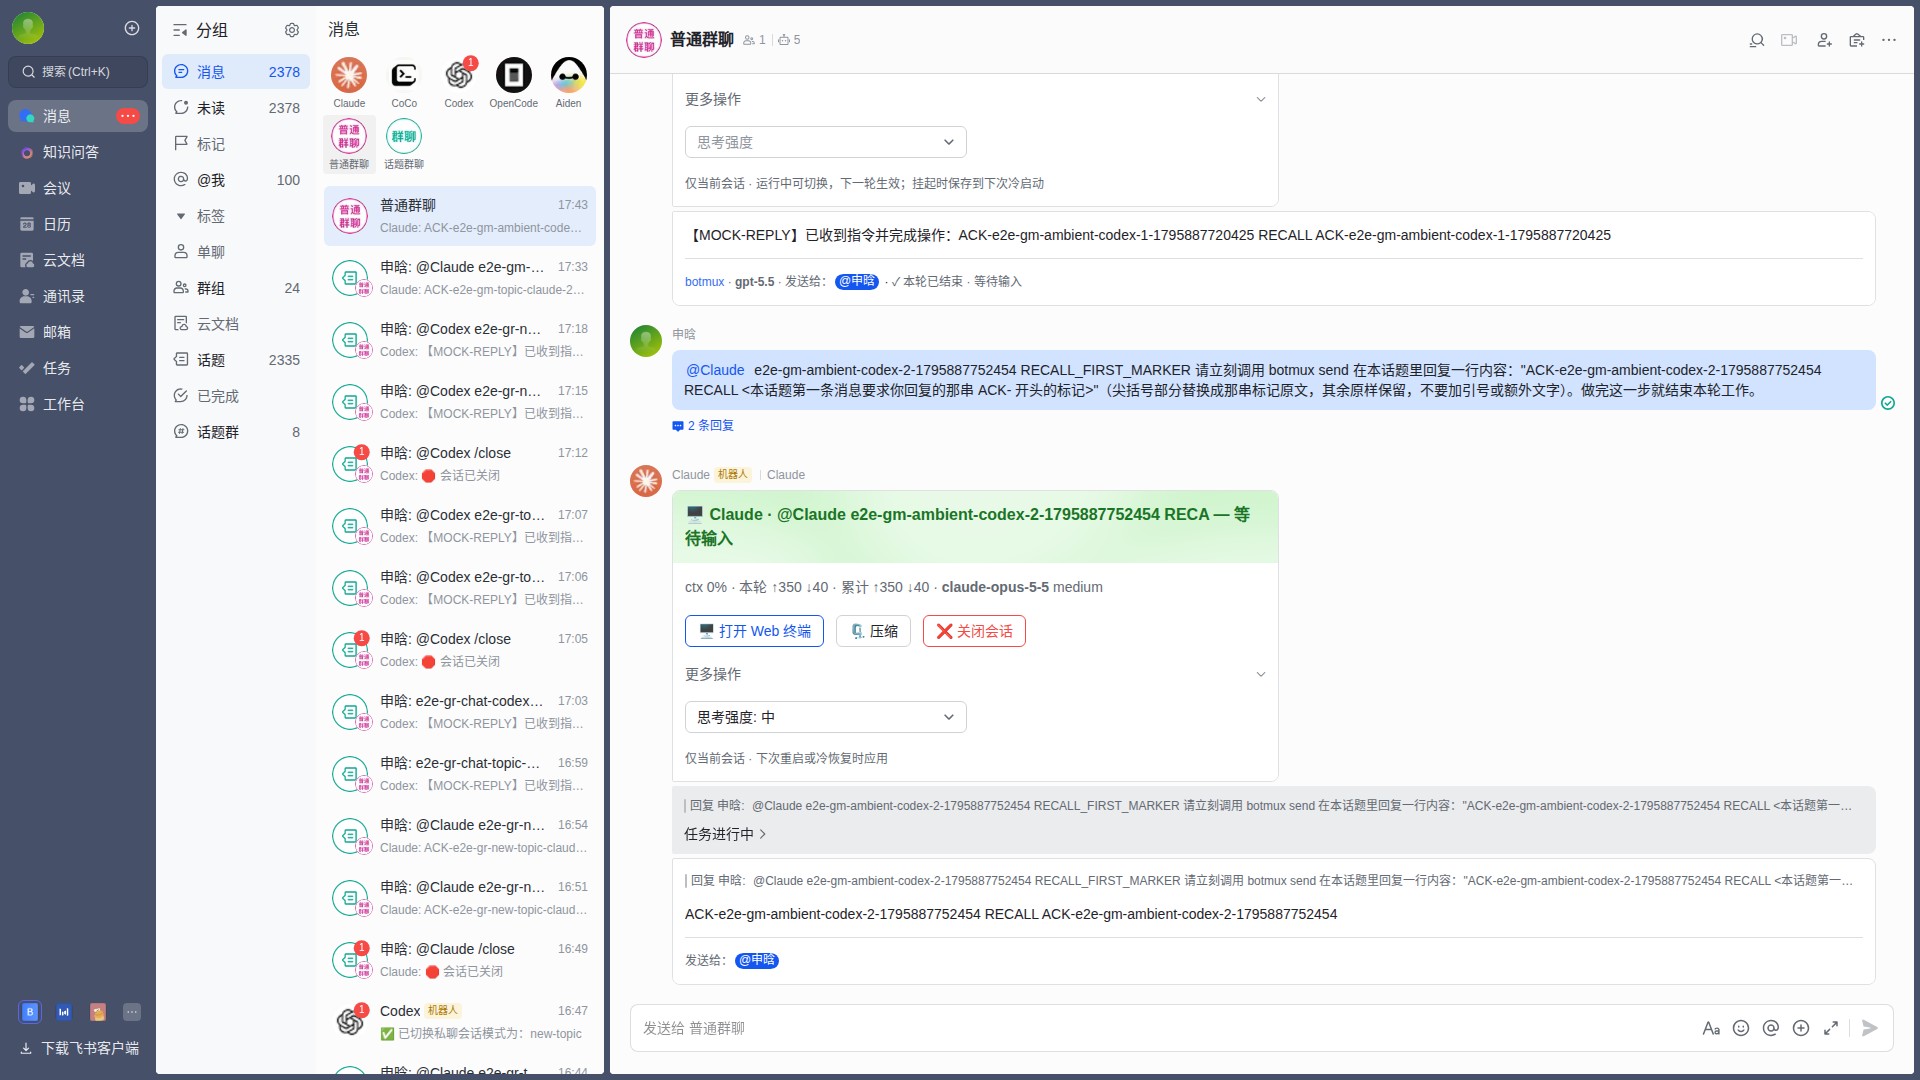 搜索 (Ctrl+K)
消息
知识问答
会议
日历
云文档
通讯录
邮箱
任务
工作台
下载飞书客户端
分组
消息 2378
未读 2378
标记
@我 100
标签
单聊
群组 24
云文档
话题 2335
已完成
话题群 8
消息
1
Claude CoCo Codex OpenCode Aiden
普通群聊 群聊
普通群聊 话题群聊
普通群聊 17:43
Claude: ACK-e2e-gm-ambient-code…
申晗: @Claude e2e-gm-… 17:33
Claude: ACK-e2e-gm-topic-claude-2…
申晗: @Codex e2e-gr-n… 17:18
Codex: 【MOCK-REPLY】已收到指…
申晗: @Codex e2e-gr-n… 17:15
Codex: 【MOCK-REPLY】已收到指…
1
申晗: @Codex /close 17:12
Codex: 🛑 会话已关闭
申晗: @Codex e2e-gr-to… 17:07
Codex: 【MOCK-REPLY】已收到指…
申晗: @Codex e2e-gr-to… 17:06
Codex: 【MOCK-REPLY】已收到指…
1
申晗: @Codex /close 17:05
Codex: 🛑 会话已关闭
申晗: e2e-gr-chat-codex… 17:03
Codex: 【MOCK-REPLY】已收到指…
申晗: e2e-gr-chat-topic-… 16:59
Codex: 【MOCK-REPLY】已收到指…
申晗: @Claude e2e-gr-n… 16:54
Claude: ACK-e2e-gr-new-topic-claud…
申晗: @Claude e2e-gr-n… 16:51
Claude: ACK-e2e-gr-new-topic-claud…
1
申晗: @Claude /close 16:49
Claude: 🛑 会话已关闭
1
Codex 机器人 16:47
✅ 已切换私聊会话模式为：new-topic
申晗: @Codex e2e-gr-t… 16:44
普通群聊
普通群聊 1 5
更多操作
思考强度
仅当前会话 · 运行中可切换，下一轮生效；挂起时保存到下次冷启动
【MOCK-REPLY】已收到指令并完成操作：ACK-e2e-gm-ambient-codex-1-1795887720425 RECALL ACK-e2e-gm-ambient-codex-1-1795887720425
botmux · gpt-5.5 · 发送给：@申晗 · ✓ 本轮已结束 · 等待输入
申晗
@Claude e2e-gm-ambient-codex-2-1795887752454 RECALL_FIRST_MARKER 请立刻调用 botmux send 在本话题里回复一行内容："ACK-e2e-gm-ambient-codex-2-1795887752454
RECALL <本话题第一条消息要求你回复的那串 ACK- 开头的标记>"（尖括号部分替换成那串标记原文，其余原样保留，不要加引号或额外文字）。做完这一步就结束本轮工作。
2 条回复
Claude 机器人 Claude
🖥️ Claude · @Claude e2e-gm-ambient-codex-2-1795887752454 RECA — 等
待输入
ctx 0% · 本轮 ↑350 ↓40 · 累计 ↑350 ↓40 · claude-opus-5-5 medium
🖥️ 打开 Web 终端 🗜️ 压缩 ❌ 关闭会话
更多操作
思考强度: 中
仅当前会话 · 下次重启或冷恢复时应用
回复 申晗：@Claude e2e-gm-ambient-codex-2-1795887752454 RECALL_FIRST_MARKER 请立刻调用 botmux send 在本话题里回复一行内容："ACK-e2e-gm-ambient-codex-2-1795887752454 RECALL <本话题第一…
任务进行中
回复 申晗：@Claude e2e-gm-ambient-codex-2-1795887752454 RECALL_FIRST_MARKER 请立刻调用 botmux send 在本话题里回复一行内容："ACK-e2e-gm-ambient-codex-2-1795887752454 RECALL <本话题第一…
ACK-e2e-gm-ambient-codex-2-1795887752454 RECALL ACK-e2e-gm-ambient-codex-2-1795887752454
发送给：@申晗
发送给 普通群聊